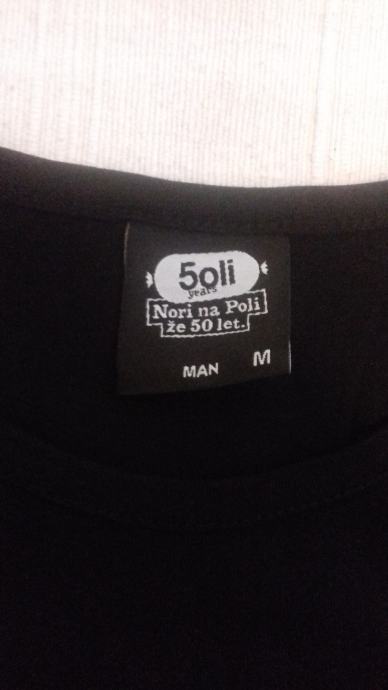 5oli
years
Nori na Poli
že 50 let.
MAN M